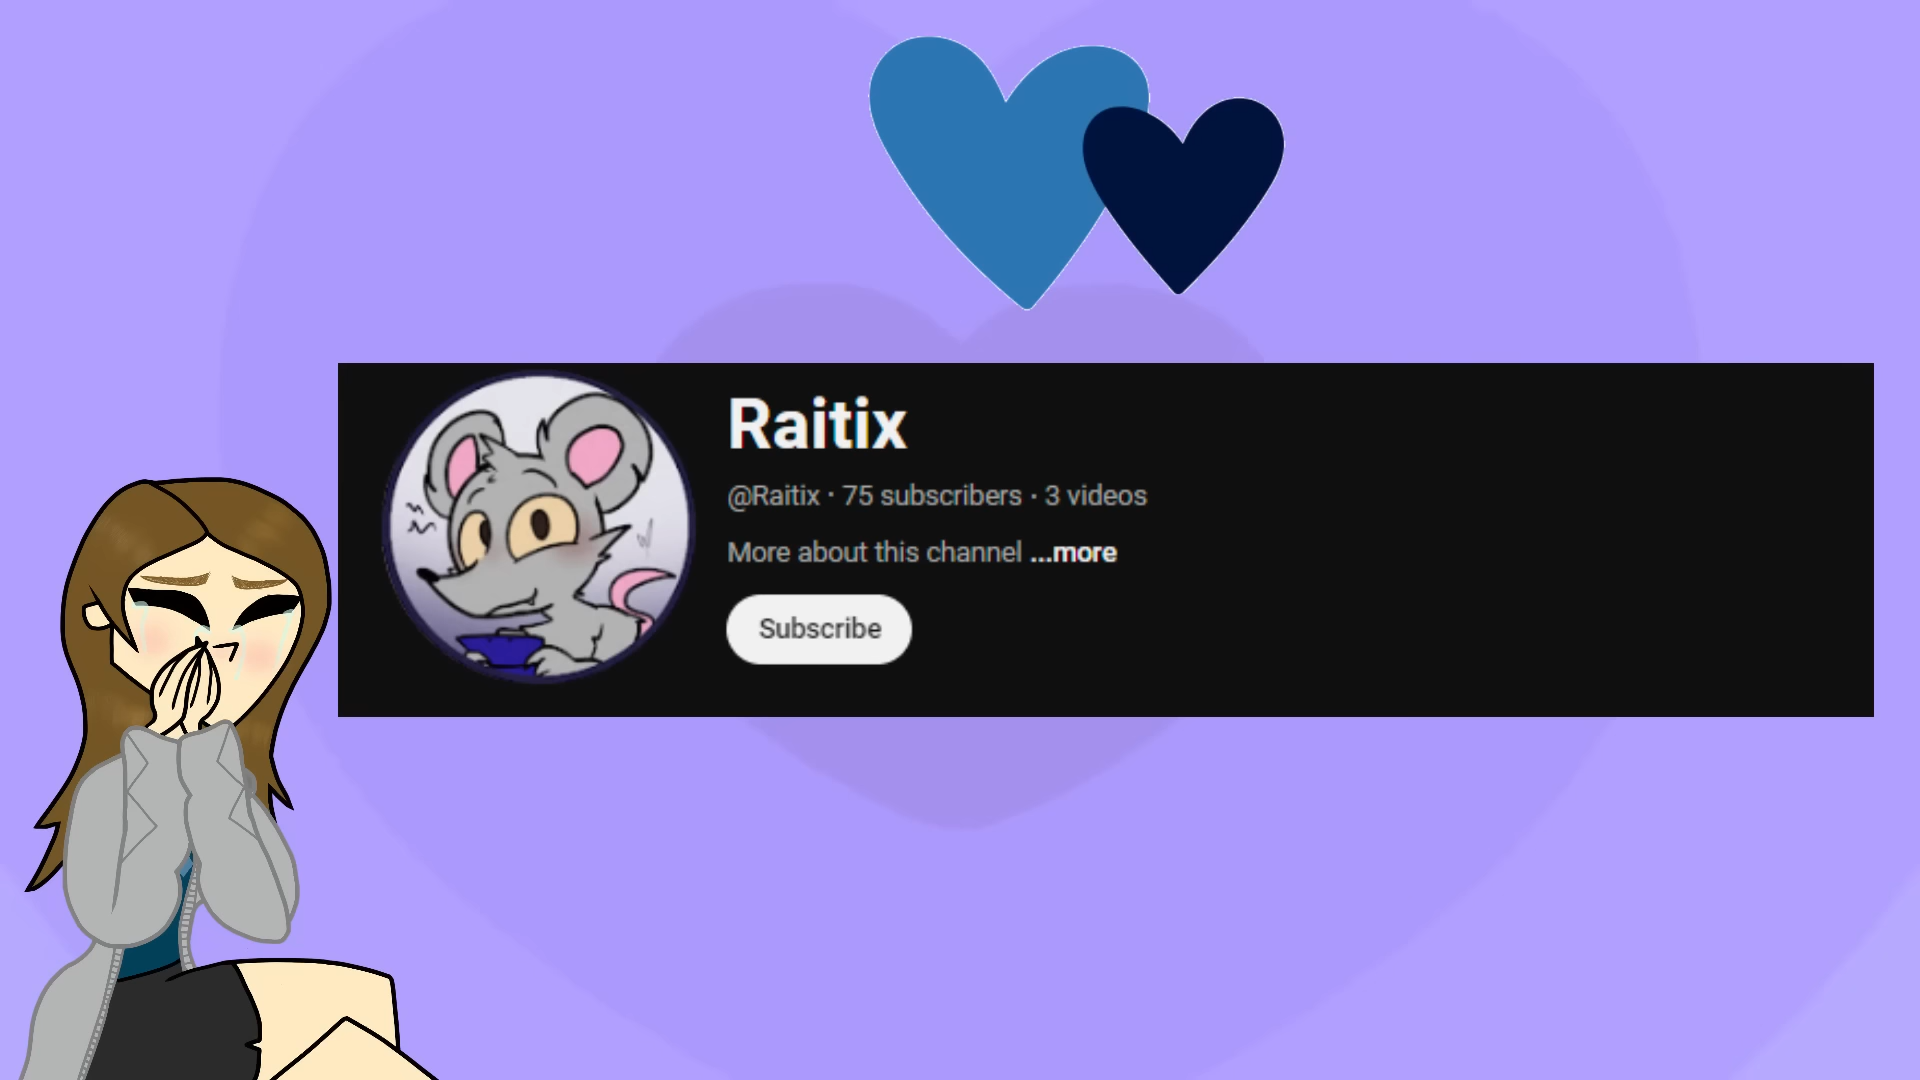 Raitix
@Raitix · 75 subscribers · 3 videos
More about this channel ...more
Subscribe